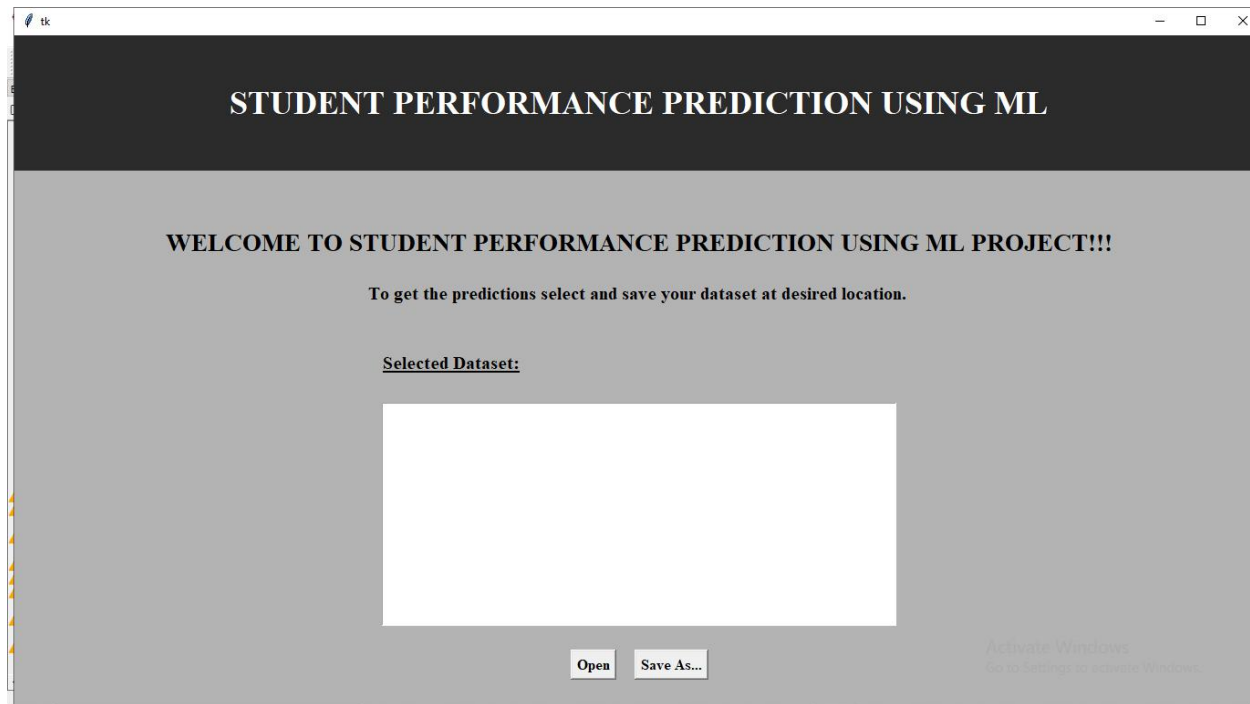 tk
STUDENT PERFORMANCE PREDICTION USING ML
WELCOME TO STUDENT PERFORMANCE PREDICTION USING ML PROJECT!!!
To get the predictions select and save your dataset at desired location.
Selected Dataset:
Open Save As...
Activate Windows
Go to Settings to activate Windows.